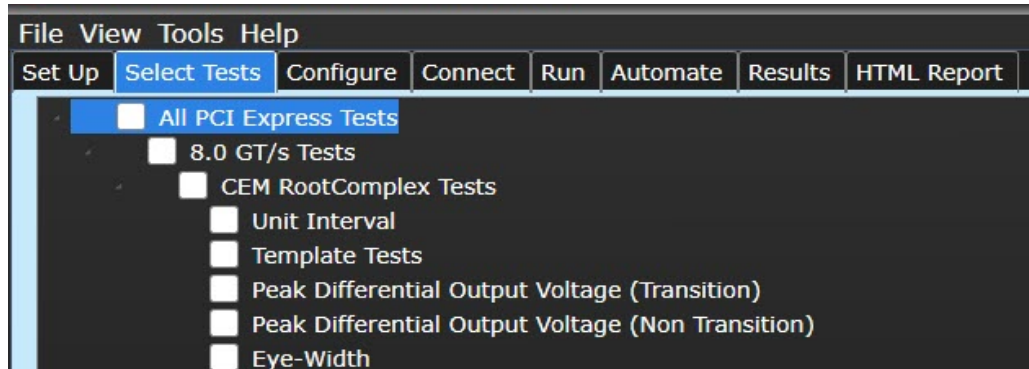 File View Tools Help
Set Up Select Tests Configure Connect Run Automate Results HTML Report
All PCI Express Tests
8.0 GT/s Tests
CEM RootComplex Tests
Unit Interval
Template Tests
Peak Differential Output Voltage (Transition)
Peak Differential Output Voltage (Non Transition)
Eye-Width